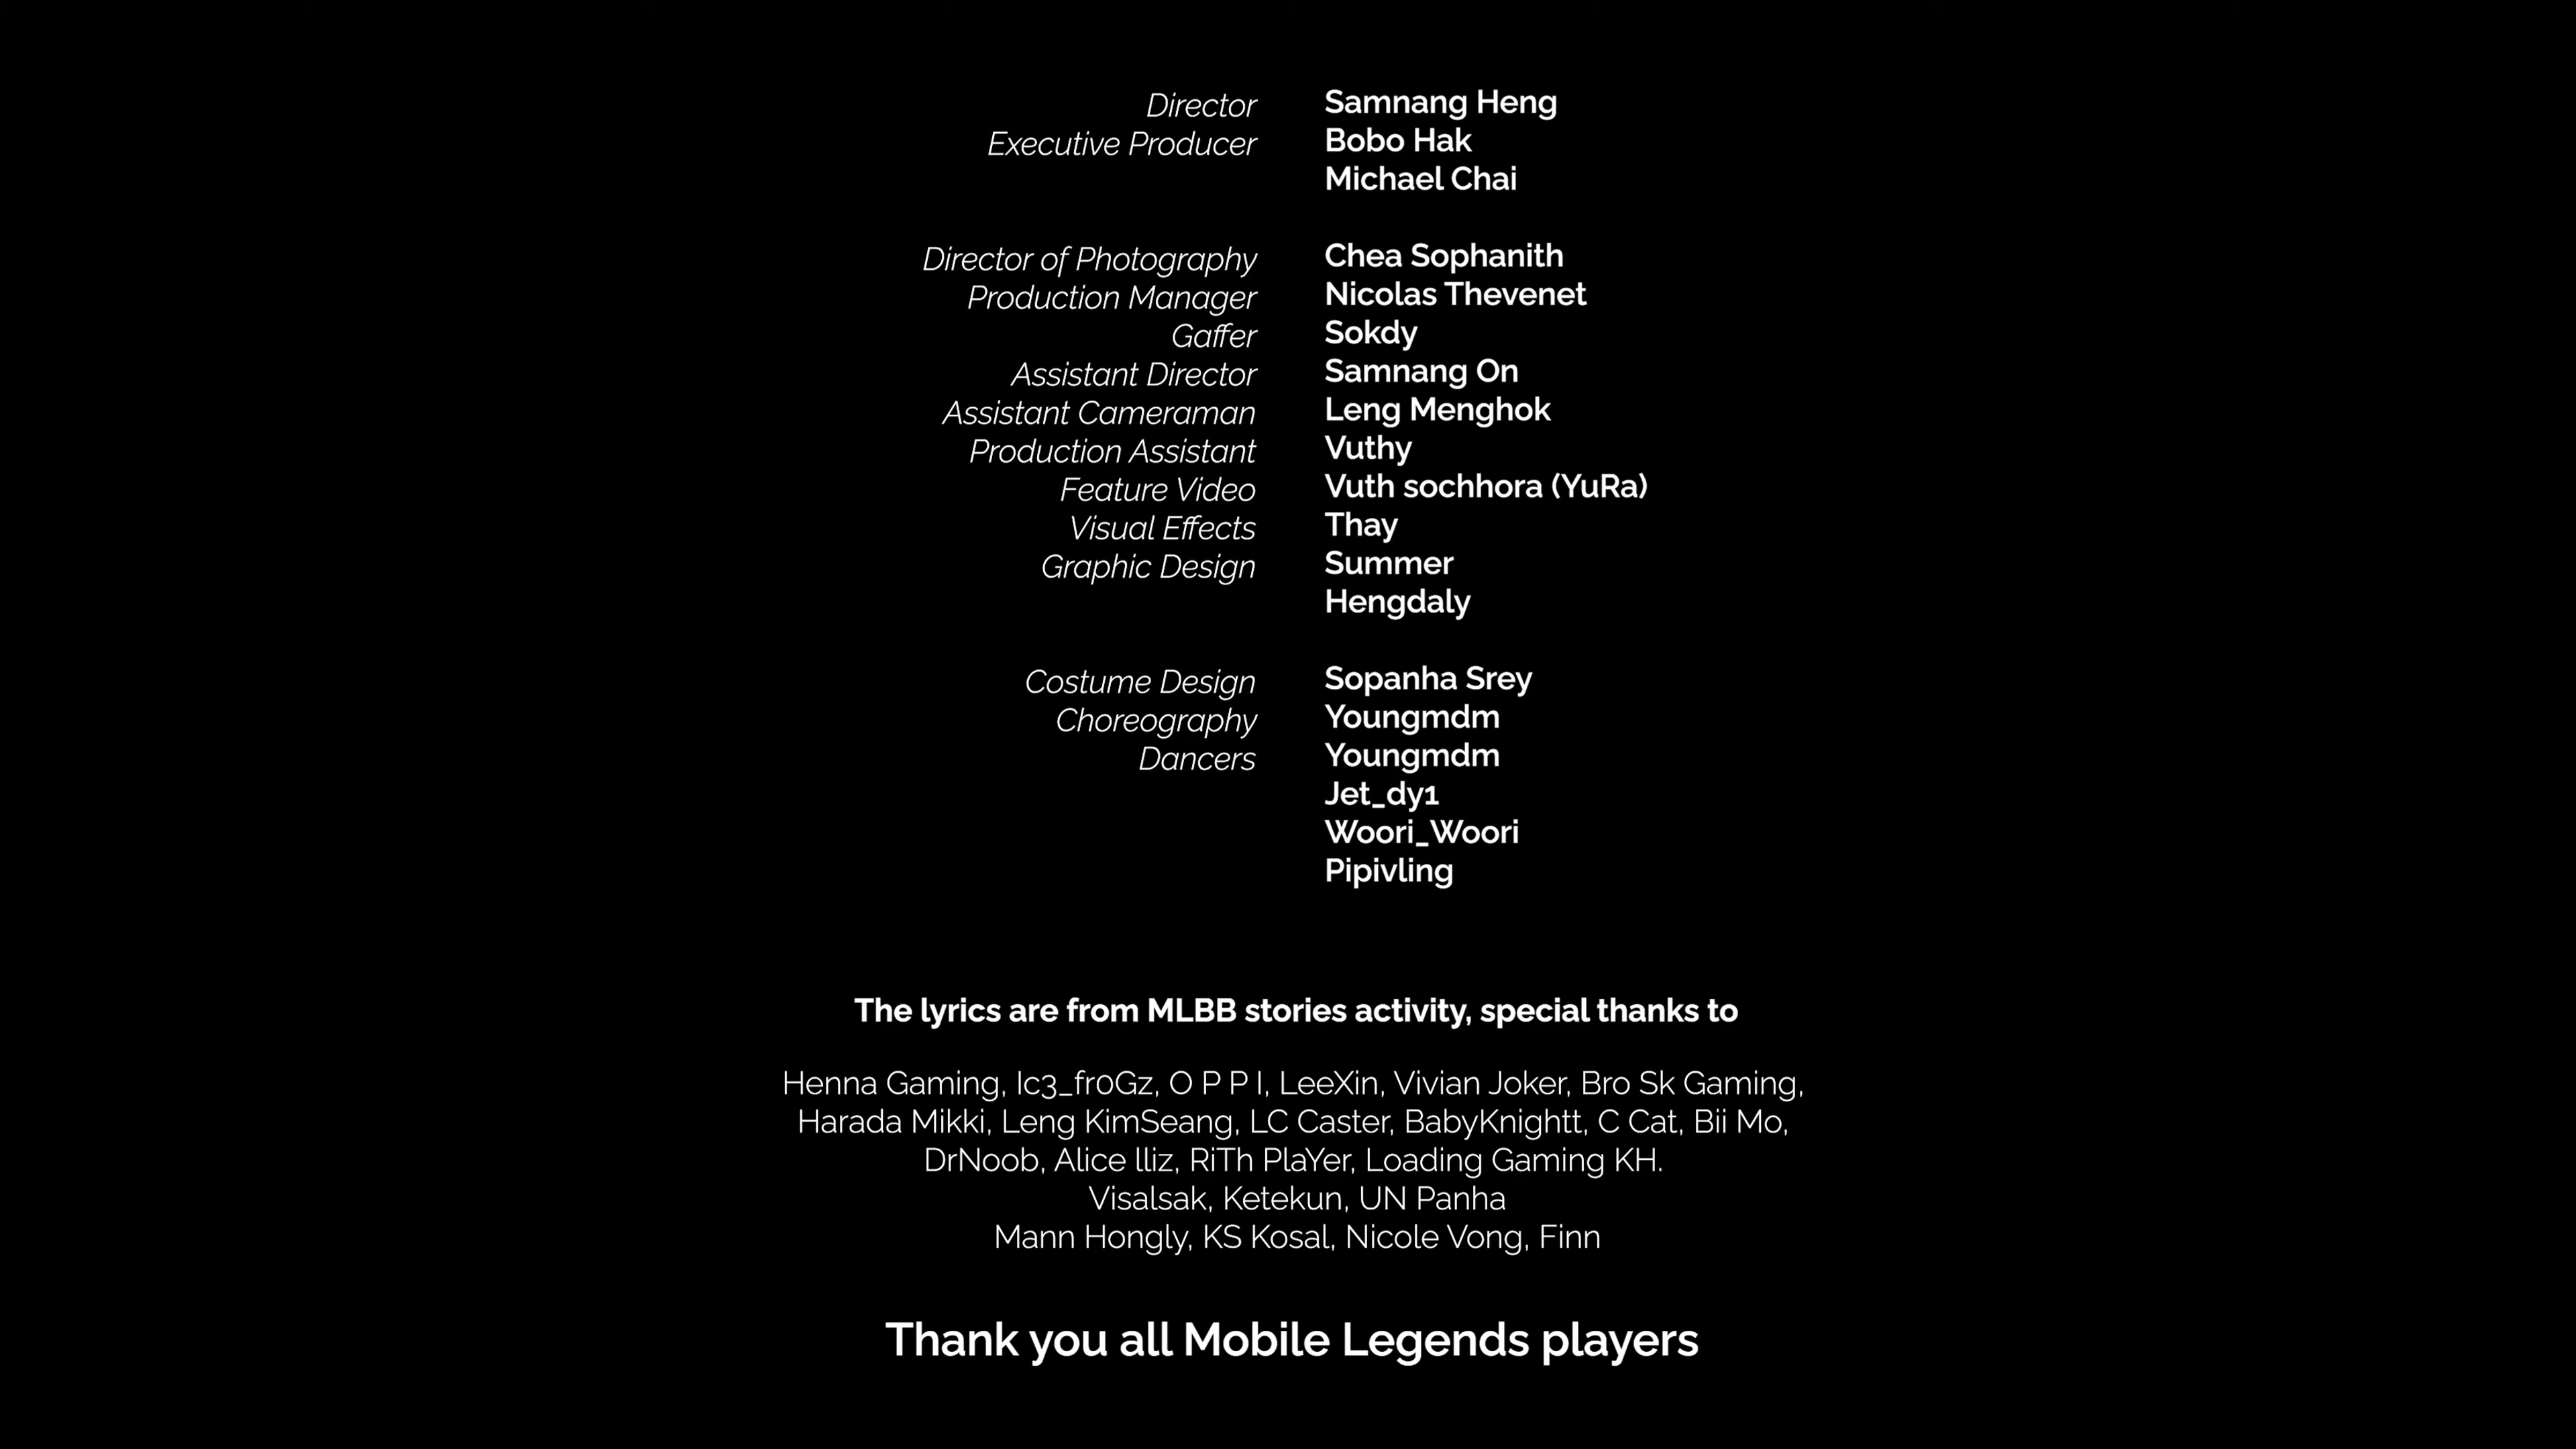 Director Samnang Heng
Executive Producer Bobo Hak
Michael Chai
Director of Photography Chea Sophanith
Production Manager Nicolas Thevenet
Gaffer Sokdy
Assistant Director Samnang On
Assistant Cameraman Leng Menghok
Production Assistant Vuthy
Feature Video Vuth sochhora (YuRa)
Visual Effects Thay
Graphic Design Summer
Hengdaly
Costume Design Sopanha Srey
Choreography Youngmdm
Dancers Youngmdm
Jet_dy1
Woori_Woori
Pipivling
The lyrics are from MLBB stories activity, special thanks to
Henna Gaming, Ic3_fr0Gz, O P P I, LeeXin, Vivian Joker, Bro Sk Gaming,
Harada Mikki, Leng KimSeang, LC Caster, BabyKnightt, C Cat, Bii Mo,
DrNoob, Alice lliz, RiTh PlaYer, Loading Gaming KH.
Visalsak, Ketekun, UN Panha
Mann Hongly, KS Kosal, Nicole Vong, Finn
Thank you all Mobile Legends players